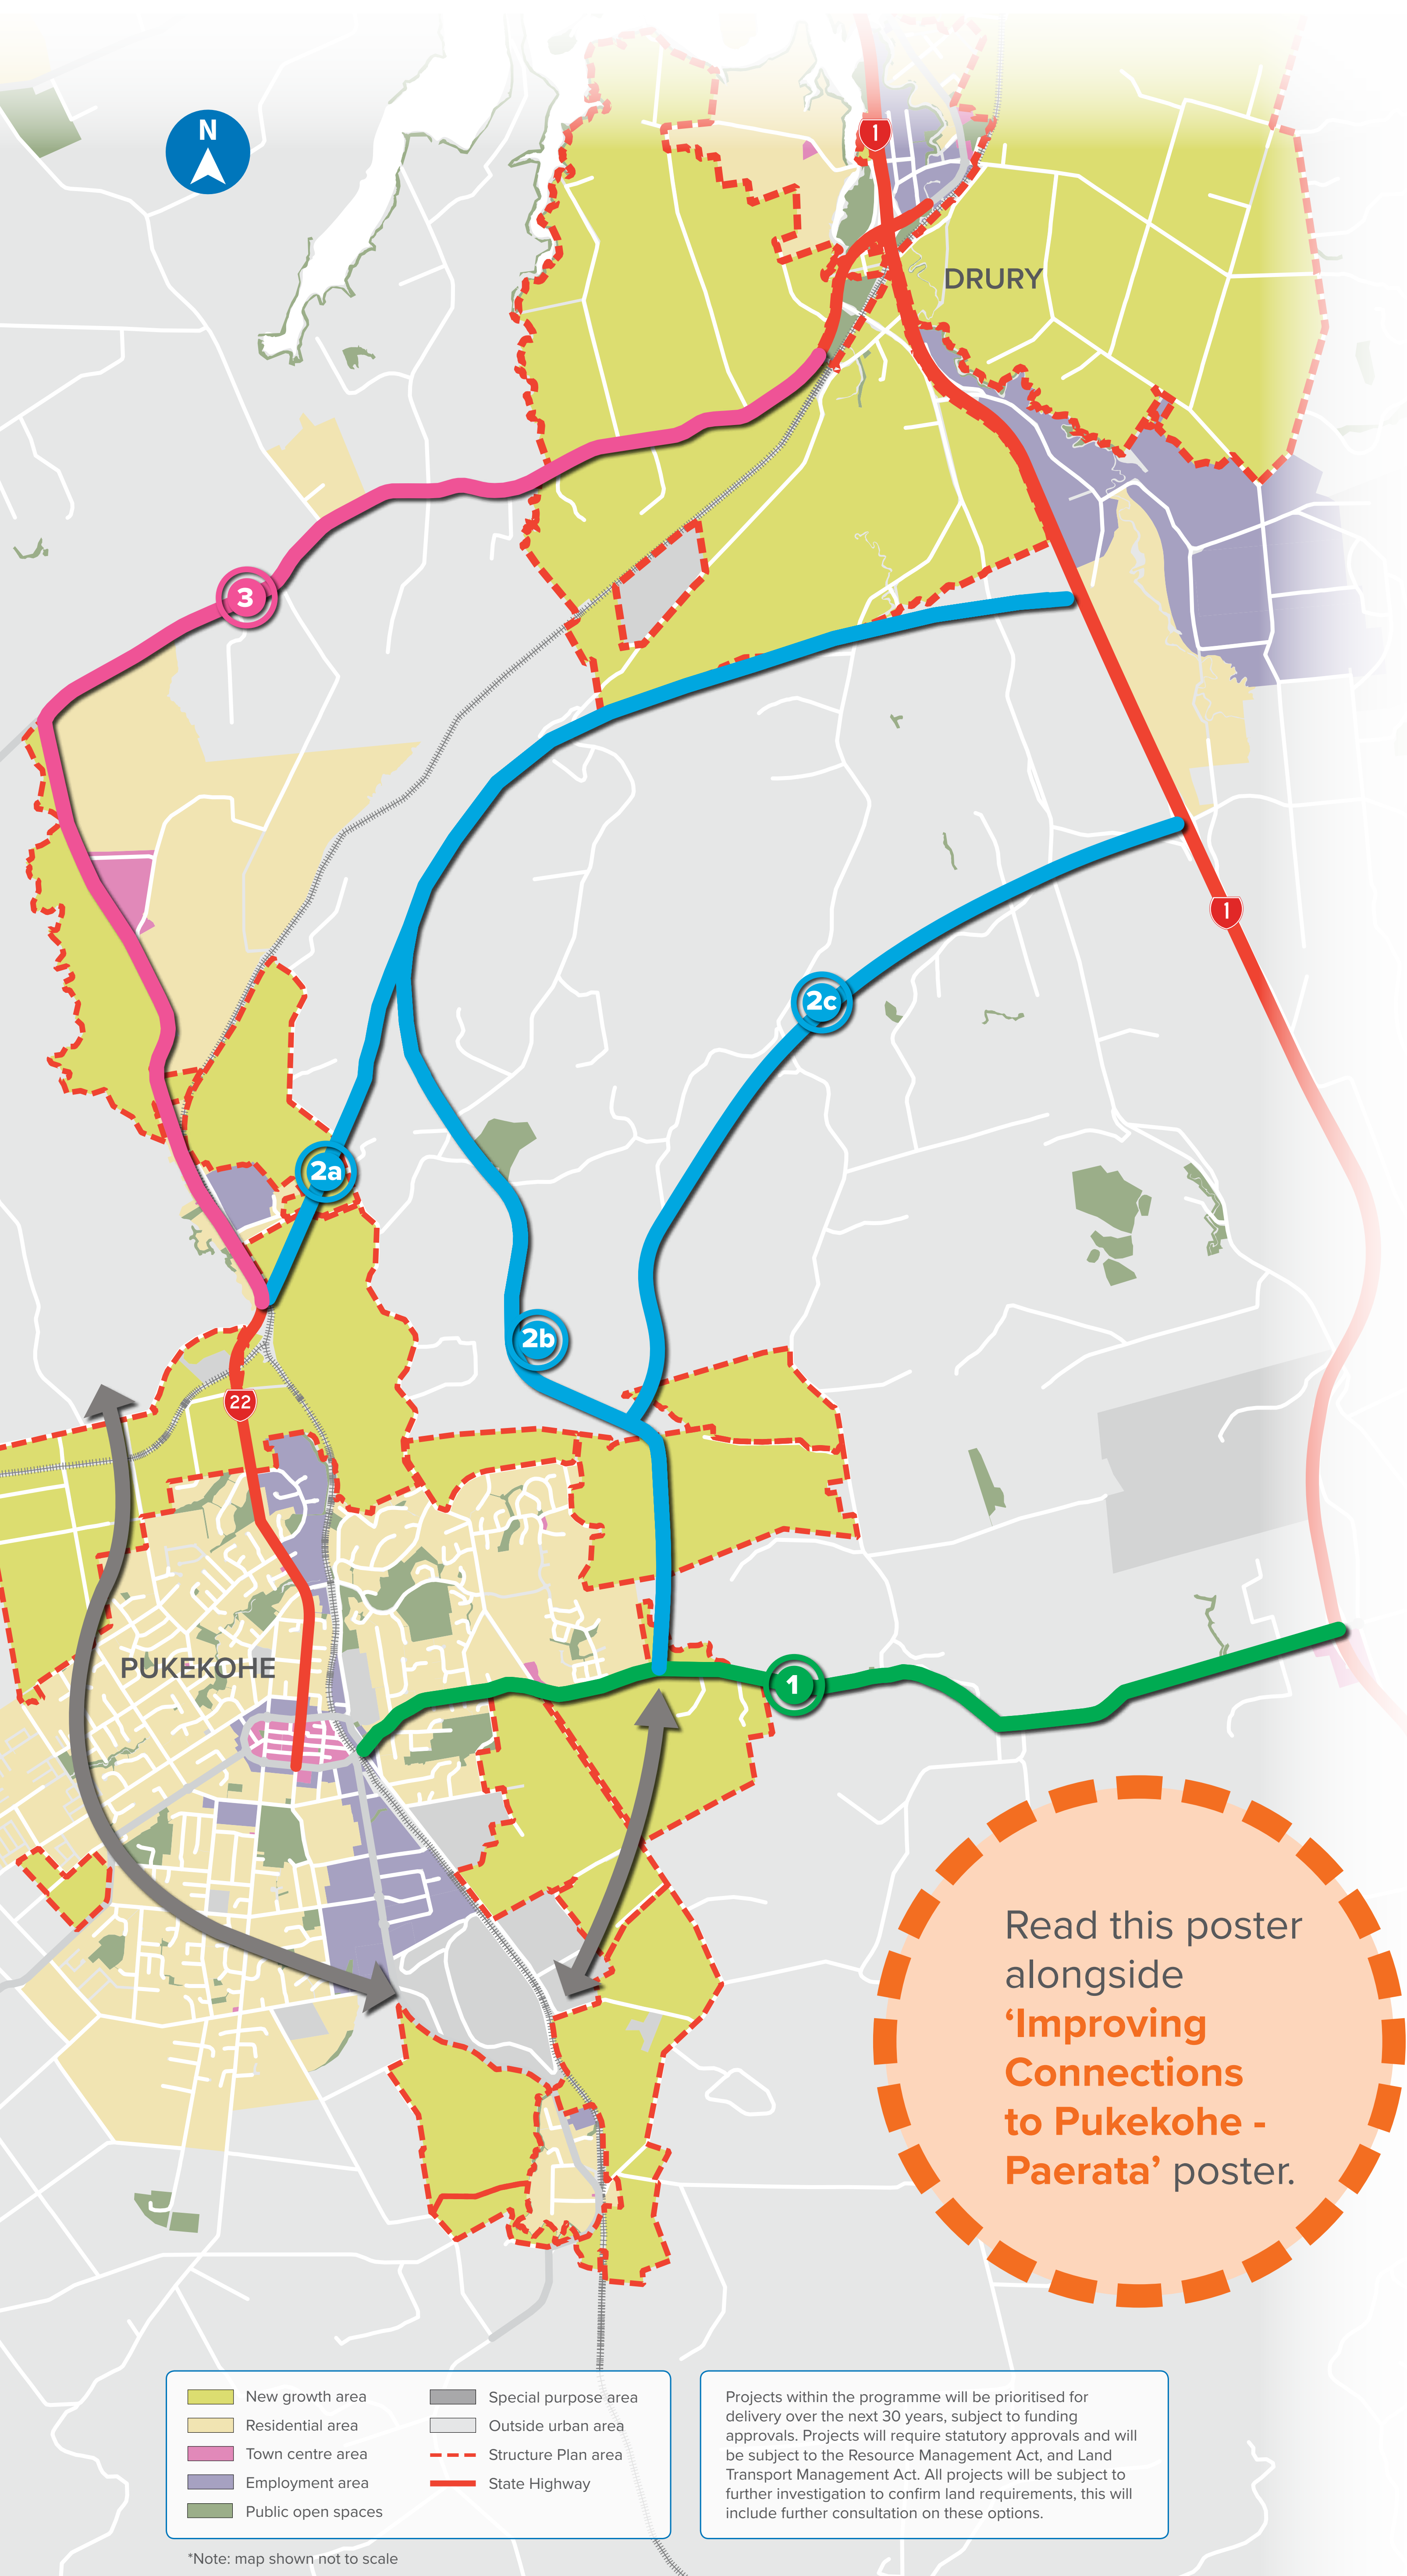 N
1
DRURY
3
1
2c
2a
2b
22
PUKEKOHE
1
Read this poster
alongside
‘Improving
Connections
to Pukekohe -
Paerata’ poster.
New growth area
Residential area
Town centre area
Employment area
Public open spaces
Special purpose area
Outside urban area
Structure Plan area
State Highway
Projects within the programme will be prioritised for
delivery over the next 30 years, subject to funding
approvals. Projects will require statutory approvals and will
be subject to the Resource Management Act, and Land
Transport Management Act. All projects will be subject to
further investigation to confirm land requirements, this will
include further consultation on these options.
*Note: map shown not to scale